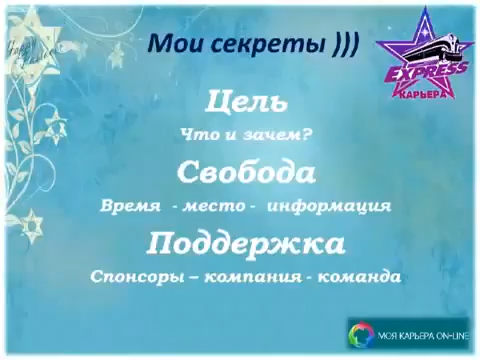 Мои секреты )))
EXPRESS
КАРЬЕРА
Цель
Что и зачем?
Свобода
Время - место - информация
Поддержка
Спонсоры – компания - команда
МОЯ КАРЬЕРА ON-LINE